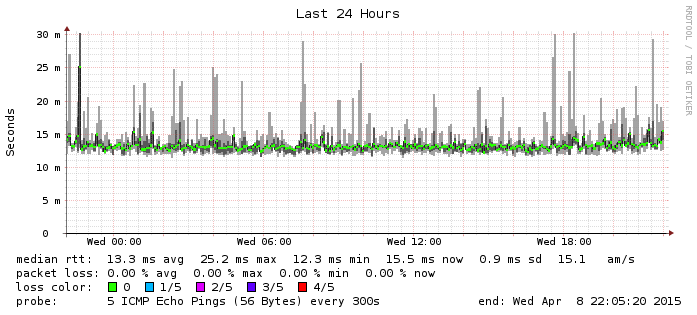 Last 24 Hours
RRDTOOL / TOBI OETIKER
Seconds
30 m
25 m
20 m
15 m
10 m
5 m
0
Wed 00:00 Wed 06:00 Wed 12:00 Wed 18:00
median rtt: 13.3 ms avg 25.2 ms max 12.3 ms min 15.5 ms now 0.9 ms sd 15.1 am/s
packet loss: 0.00 % avg 0.00 % max 0.00 % min 0.00 % now
loss color: 0 1/5 2/5 3/5 4/5
probe: 5 ICMP Echo Pings (56 Bytes) every 300s end: Wed Apr 8 22:05:20 2015